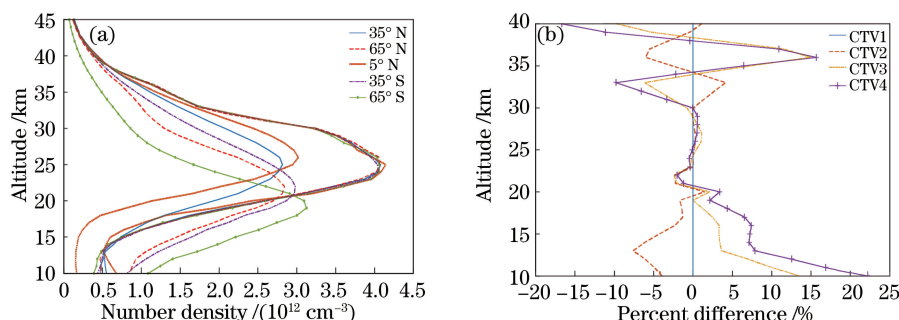 (a)
45
40
35
30
25
20
15
10
Altitude /km
35° N
65° N
5° N
35° S
65° S
0 0.5 1.0 1.5 2.0 2.5 3.0 3.5 4.0 4.5
Number density /(10¹² cm⁻³)
(b)
40
35
30
25
20
15
10
Altitude /km
CTV1
CTV2
CTV3
CTV4
−20 −15 −10 −5 0 5 10 15 20 25
Percent difference /%